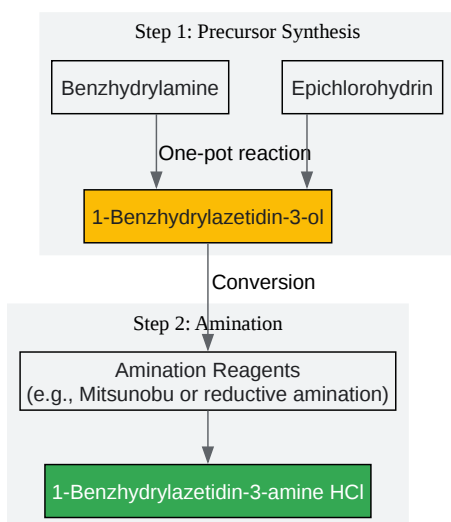 Step 1: Precursor Synthesis
Benzhydrylamine
Epichlorohydrin
One-pot reaction
1-Benzhydrylazetidin-3-ol
Conversion
Step 2: Amination
Amination Reagents
(e.g., Mitsunobu or reductive amination)
1-Benzhydrylazetidin-3-amine HCl